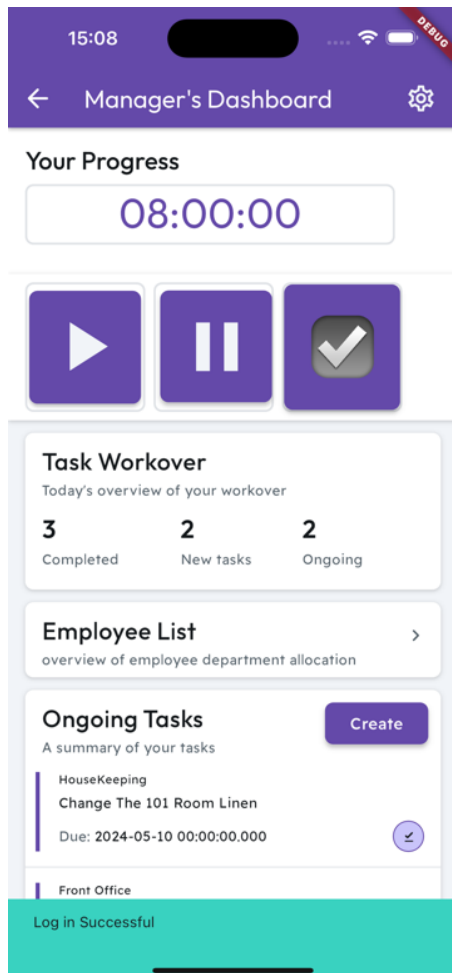 15:08
DEBUG
Manager's Dashboard
Your Progress
08:00:00
Task Workover
Today's overview of your workover
3 2 2
Completed New tasks Ongoing
Employee List
overview of employee department allocation
Ongoing Tasks
Create
A summary of your tasks
HouseKeeping
Change The 101 Room Linen
Due: 2024-05-10 00:00:00.000
Front Office
Log in Successful